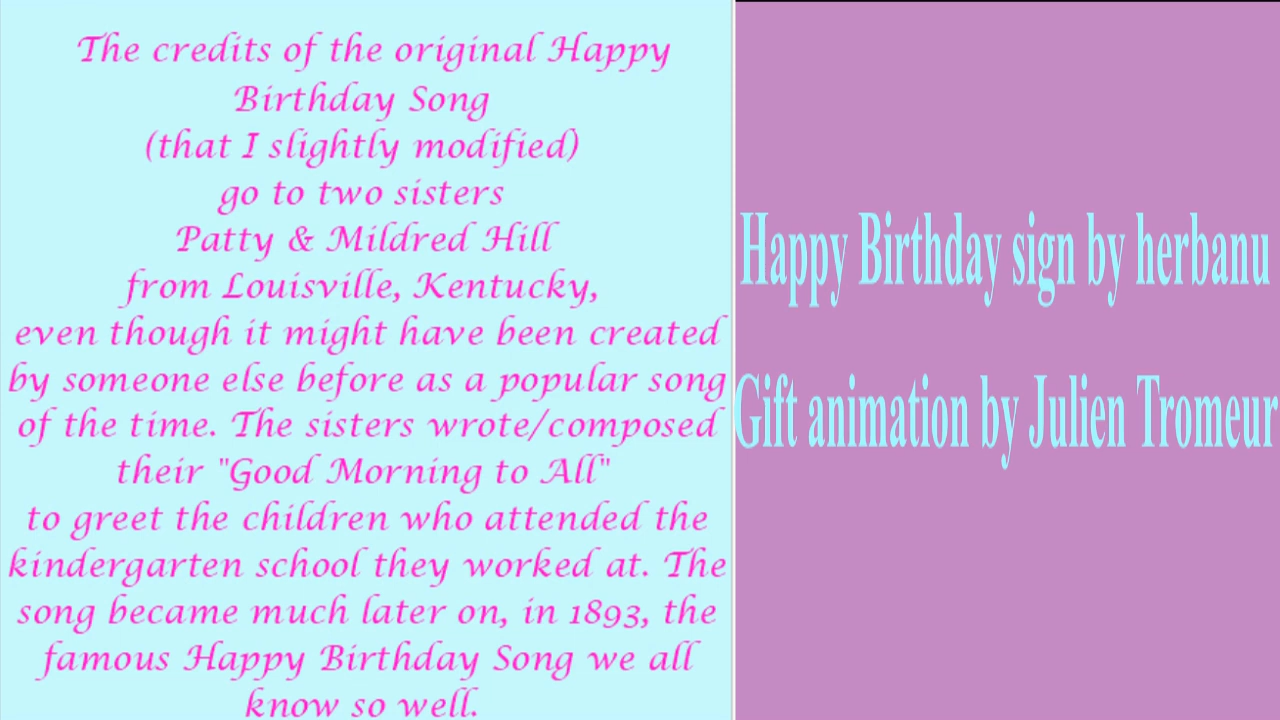 The credits of the original Happy
Birthday Song
(that I slightly modified)
go to two sisters
Patty & Mildred Hill
from Louisville, Kentucky,
even though it might have been created
by someone else before as a popular song
of the time. The sisters wrote/composed
their "Good Morning to All"
to greet the children who attended the
kindergarten school they worked at. The
song became much later on, in 1893, the
famous Happy Birthday Song we all
know so well.
Happy Birthday sign by herbanu
Gift animation by Julien Tromeur